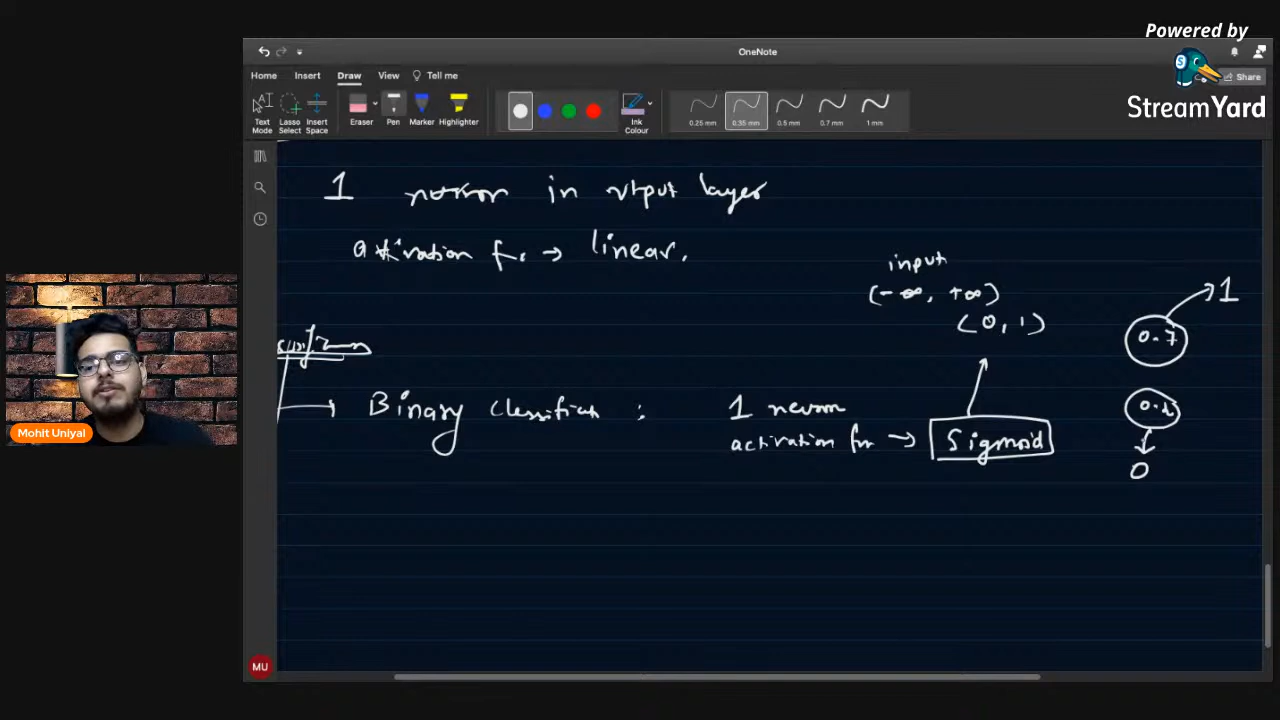 Powered by
StreamYard
OneNote
Home Insert Draw View Tell me
Share
Text Mode
Lasso Select
Insert Space
Eraser
Pen
Marker
Highlighter
Ink Colour
0.25 mm
0.35 mm
0.5 mm
0.7 mm
1 mm
1 neuron in output layer
activation fn → linear.
input
(-∞, +∞)
(0, 1)
1
0.7
Binary classification : 1 neuron
activation fn → Sigmoid
0
Mohit Uniyal
MU